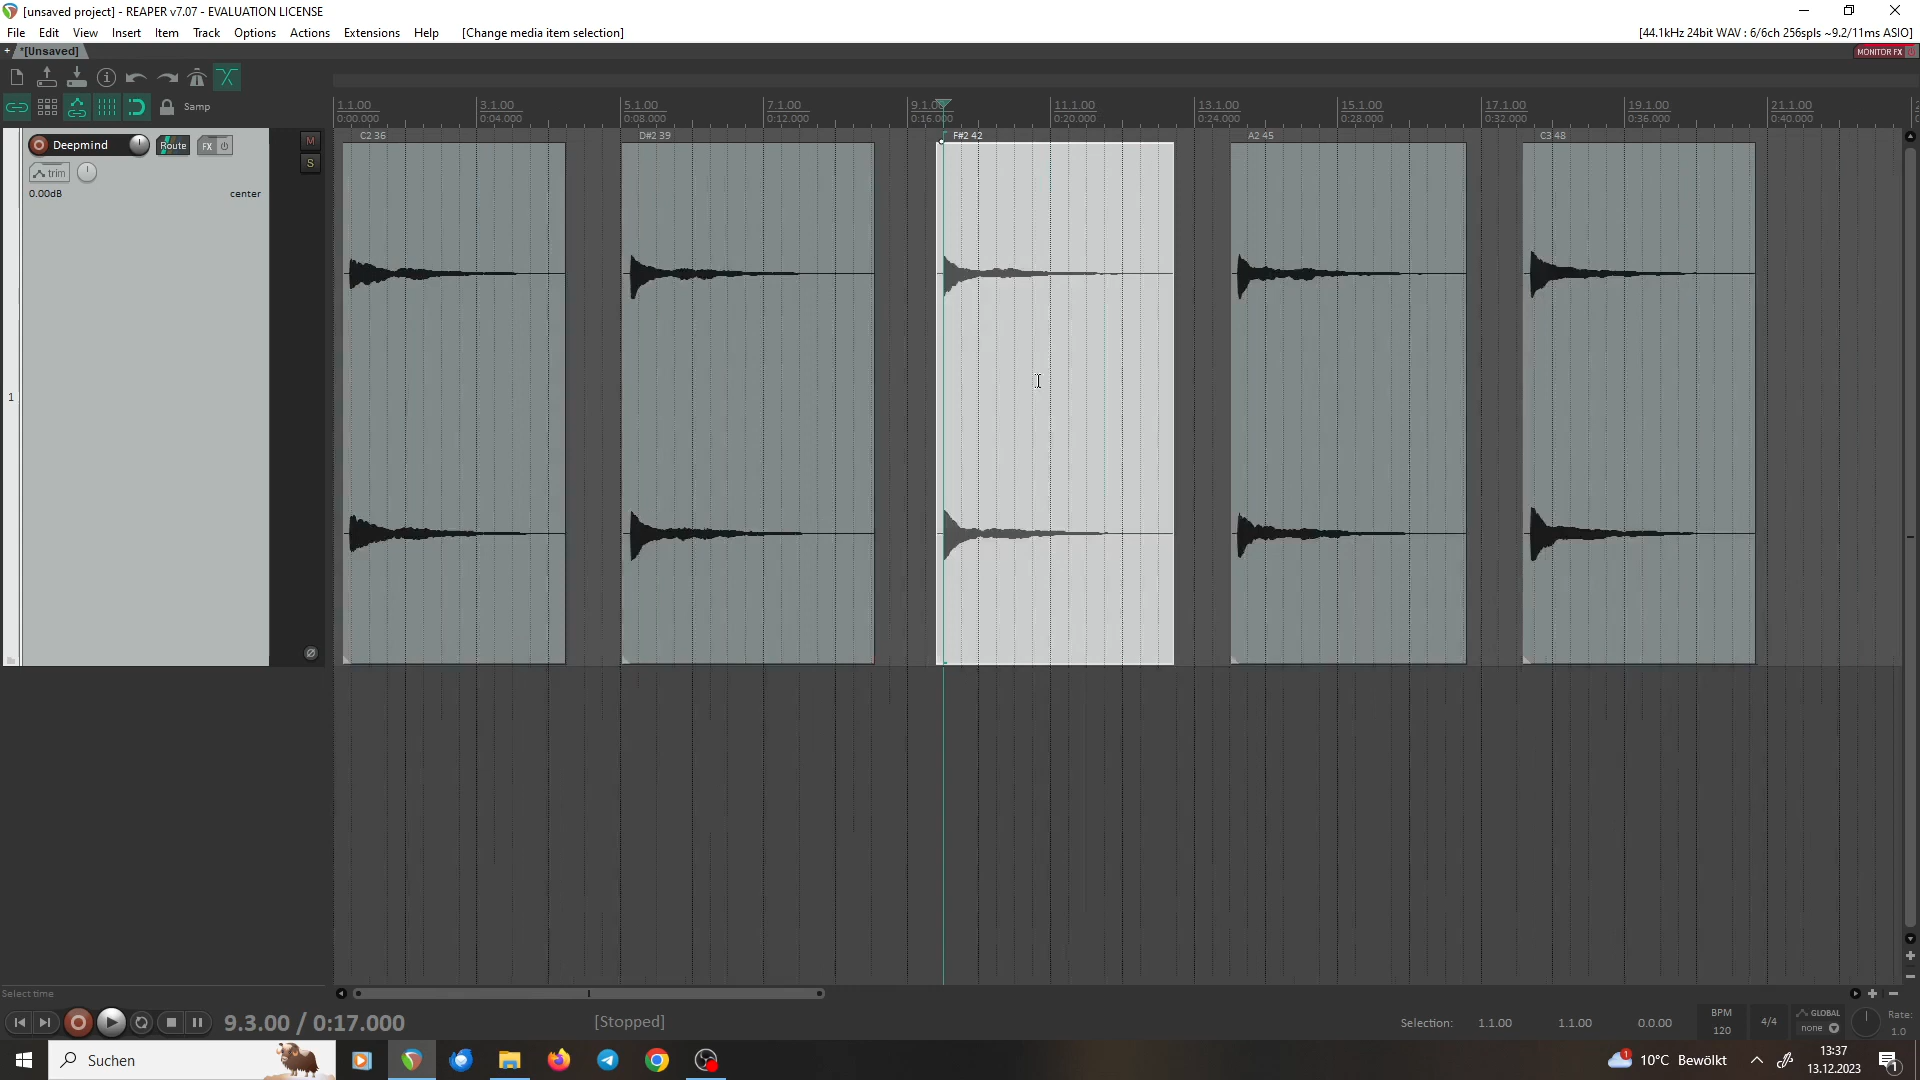 [unsaved project] - REAPER v7.07 - EVALUATION LICENSE
File Edit View Insert Item Track Options Actions Extensions Help [Change media item selection] [44.1kHz 24bit WAV : 6/6ch 256spls ~9.2/11ms ASIO]
+ *[Unsaved] MONITOR FX
Samp
1.1.00 3.1.00 5.1.00 7.1.00 9.1.00 11.1.00 13.1.00 15.1.00 17.1.00 19.1.00 21.1.00
0:00.000 0:04.000 0:08.000 0:12.000 0:16.000 0:20.000 0:24.000 0:28.000 0:32.000 0:36.000 0:40.000
C2 36 D#2 39 F#2 42 A2 45 C3 48
Deepmind Route FX M
trim S
0.00dB center
1
Select time
9.3.00 / 0:17.000 [Stopped] Selection: 1.1.00 1.1.00 0.0.00 BPM 120 4/4 GLOBAL none Rate: 1.0
Suchen 1 10°C Bewölkt 13:37 1
13.12.2023